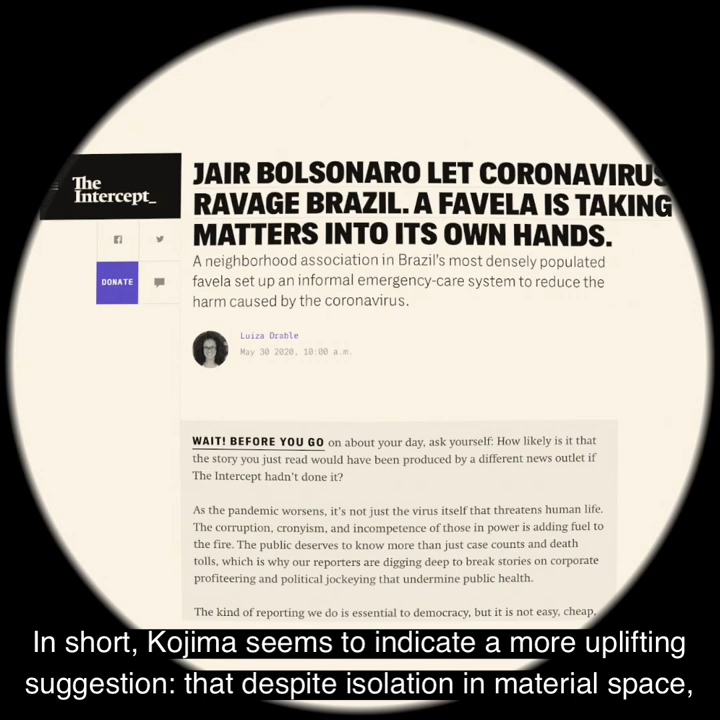 The
Intercept_
JAIR BOLSONARO LET CORONAVIRUS
RAVAGE BRAZIL. A FAVELA IS TAKING
MATTERS INTO ITS OWN HANDS.
A neighborhood association in Brazil's most densely populated
favela set up an informal emergency-care system to reduce the
harm caused by the coronavirus.
DONATE
Luiza Drable
May 30 2020, 10:00 a.m.
WAIT! BEFORE YOU GO on about your day, ask yourself: How likely is it that
the story you just read would have been produced by a different news outlet if
The Intercept hadn't done it?
As the pandemic worsens, it's not just the virus itself that threatens human life.
The corruption, cronyism, and incompetence of those in power is adding fuel to
the fire. The public deserves to know more than just case counts and death
tolls, which is why our reporters are digging deep to break stories on corporate
profiteering and political jockeying that undermine public health.
The kind of reporting we do is essential to democracy, but it is not easy, cheap,
In short, Kojima seems to indicate a more uplifting
suggestion: that despite isolation in material space,